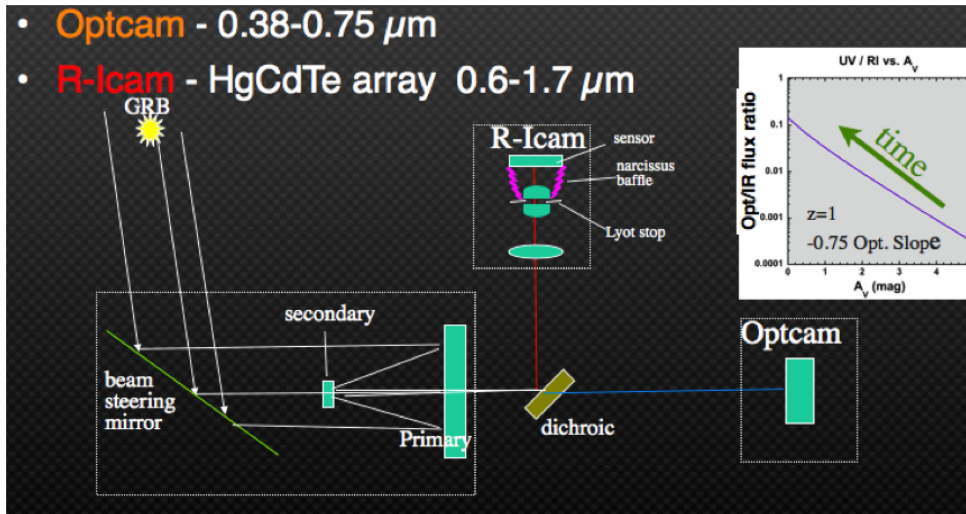 • Optcam - 0.38-0.75 µm
• R-Icam - HgCdTe array 0.6-1.7 µm
GRB
R-Icam
sensor
narcissus
baffle
Lyot stop
UV / RI vs. AV
Opt/IR flux ratio
1
0.1
0.01
0.001
0.0001
time
z=1
-0.75 Opt. Slope
0 1 2 3 4
AV (mag)
secondary
beam
steering
mirror
Primary
dichroic
Optcam